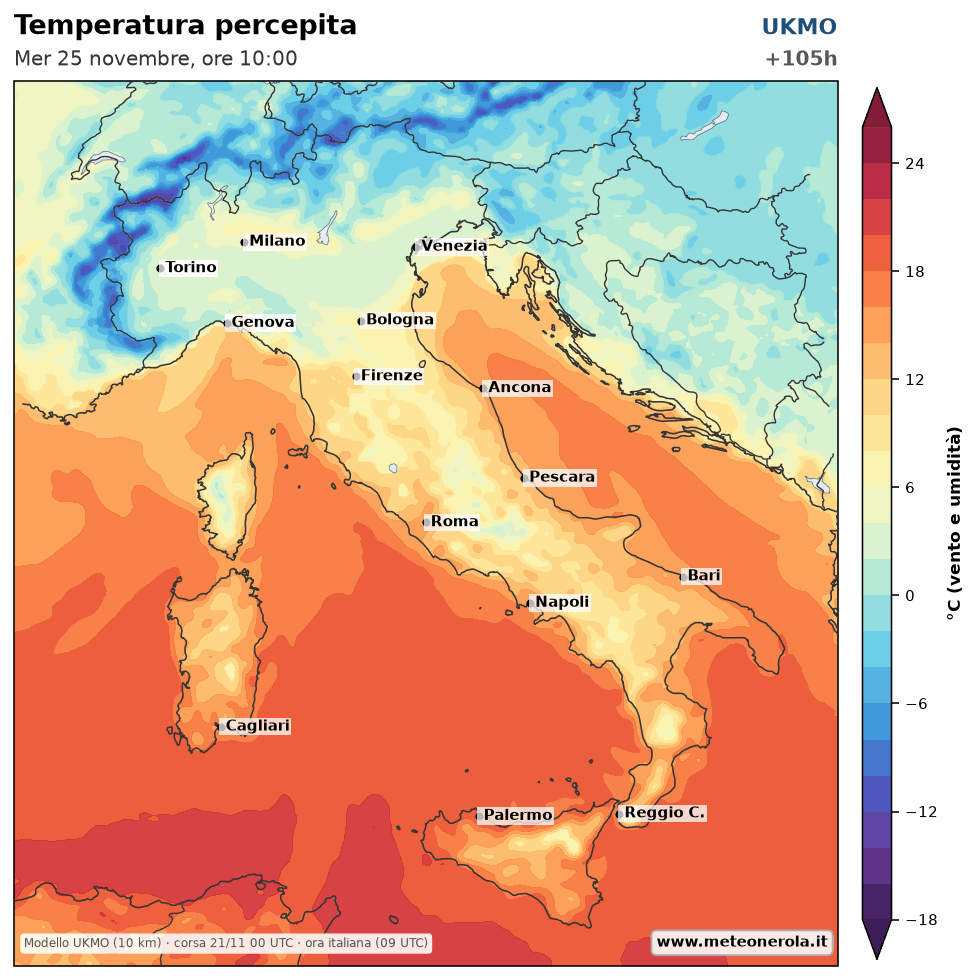 Temperatura percepita
UKMO
Mer 25 novembre, ore 10:00
+105h
Milano
Venezia
Torino
Genova
Bologna
Firenze
Ancona
Pescara
Roma
Bari
Napoli
Cagliari
Palermo
Reggio C.
24
18
12
6
0
−6
−12
−18
°C (vento e umidità)
Modello UKMO (10 km) · corsa 21/11 00 UTC · ora italiana (09 UTC)
www.meteonerola.it